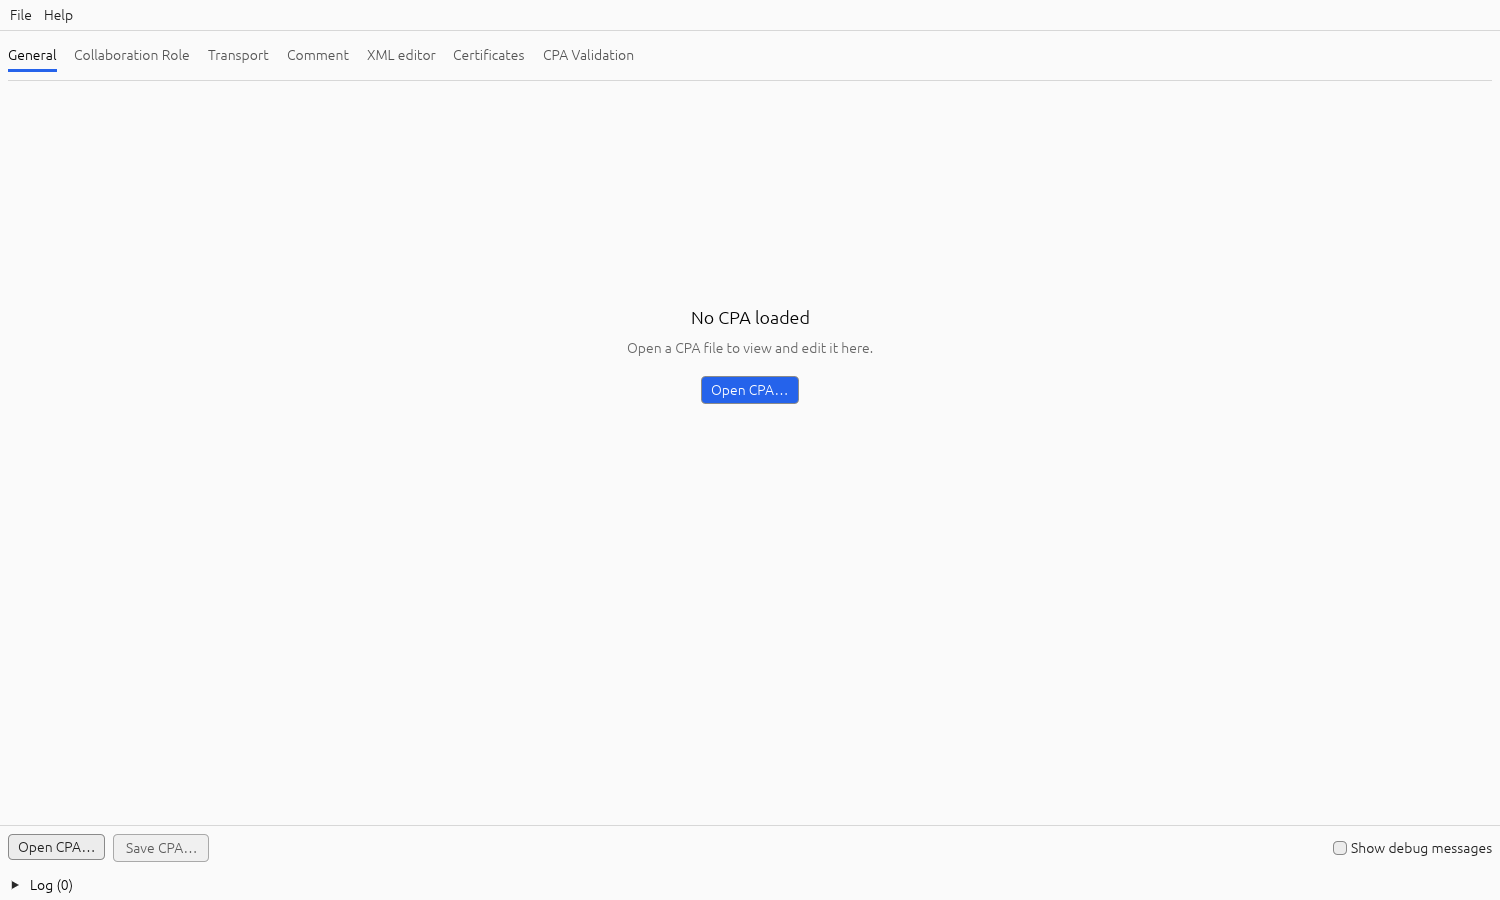 File Help
General Collaboration Role Transport Comment XML editor Certificates CPA Validation
No CPA loaded
Open a CPA file to view and edit it here.
Open CPA…
Open CPA… Save CPA… Show debug messages
Log (0)